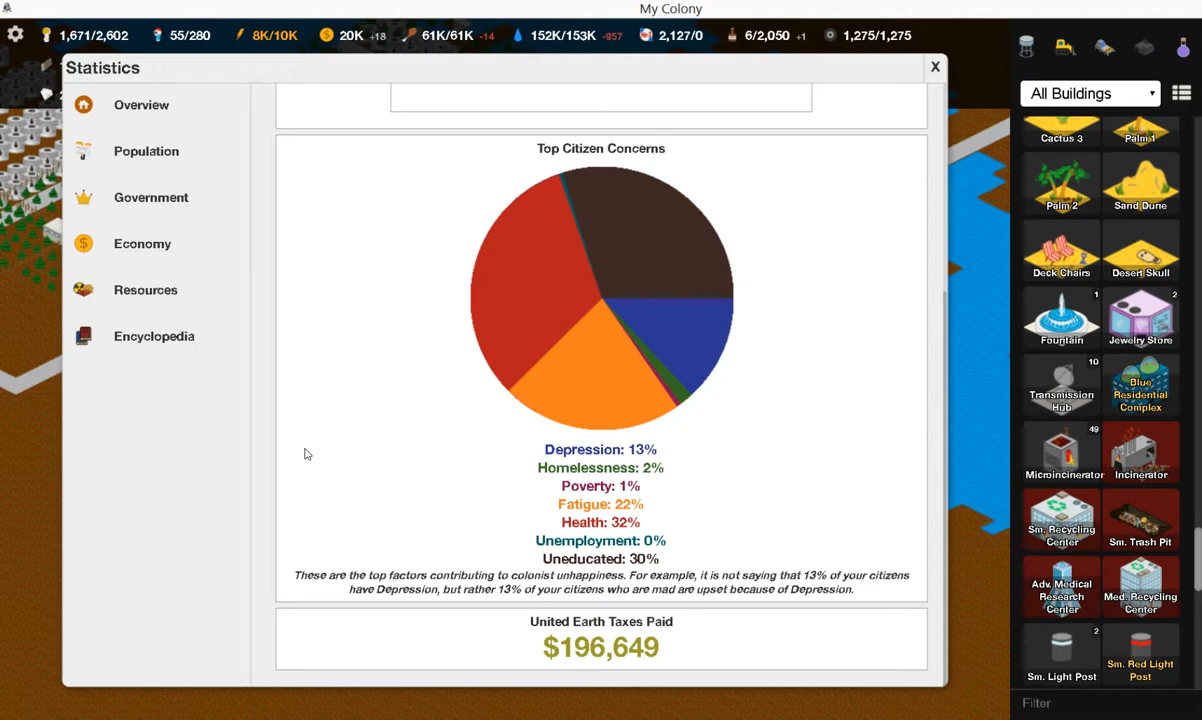 My Colony
1,671/2,602
55/280
8K/10K
20K +18
61K/61K -14
152K/153K -957
2,127/0
6/2,050 +1
1,275/1,275
Statistics
X
Overview
Population
Government
Economy
Resources
Encyclopedia
Top Citizen Concerns
Depression: 13%
Homelessness: 2%
Poverty: 1%
Fatigue: 22%
Health: 32%
Unemployment: 0%
Uneducated: 30%
These are the top factors contributing to colonist unhappiness. For example, it is not saying that 13% of your citizens
have Depression, but rather 13% of your citizens who are mad are upset because of Depression.
United Earth Taxes Paid
$196,649
All Buildings
Cactus 3
Palm 1
Palm 2
Sand Dune
Deck Chairs
Desert Skull
1
Fountain
2
Jewelry Store
10
Transmission
Hub
Blue
Residential
Complex
49
Microincinerator
Incinerator
Sm. Recycling
Center
Sm. Trash Pit
Adv. Medical
Research
Center
Med. Recycling
Center
2
Sm. Light Post
Sm. Red Light
Post
Filter